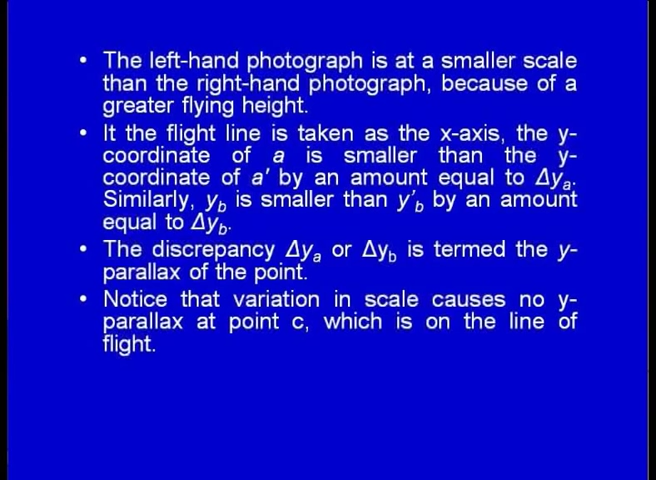 • The left-hand photograph is at a smaller scale
than the right-hand photograph, because of a
greater flying height.
• It the flight line is taken as the x-axis, the y-
coordinate of a is smaller than the y-
coordinate of a' by an amount equal to Δyₐ.
Similarly, y_b is smaller than y'_b by an amount
equal to Δy_b.
• The discrepancy Δyₐ or Δy_b is termed the y-
parallax of the point.
• Notice that variation in scale causes no y-
parallax at point c, which is on the line of
flight.